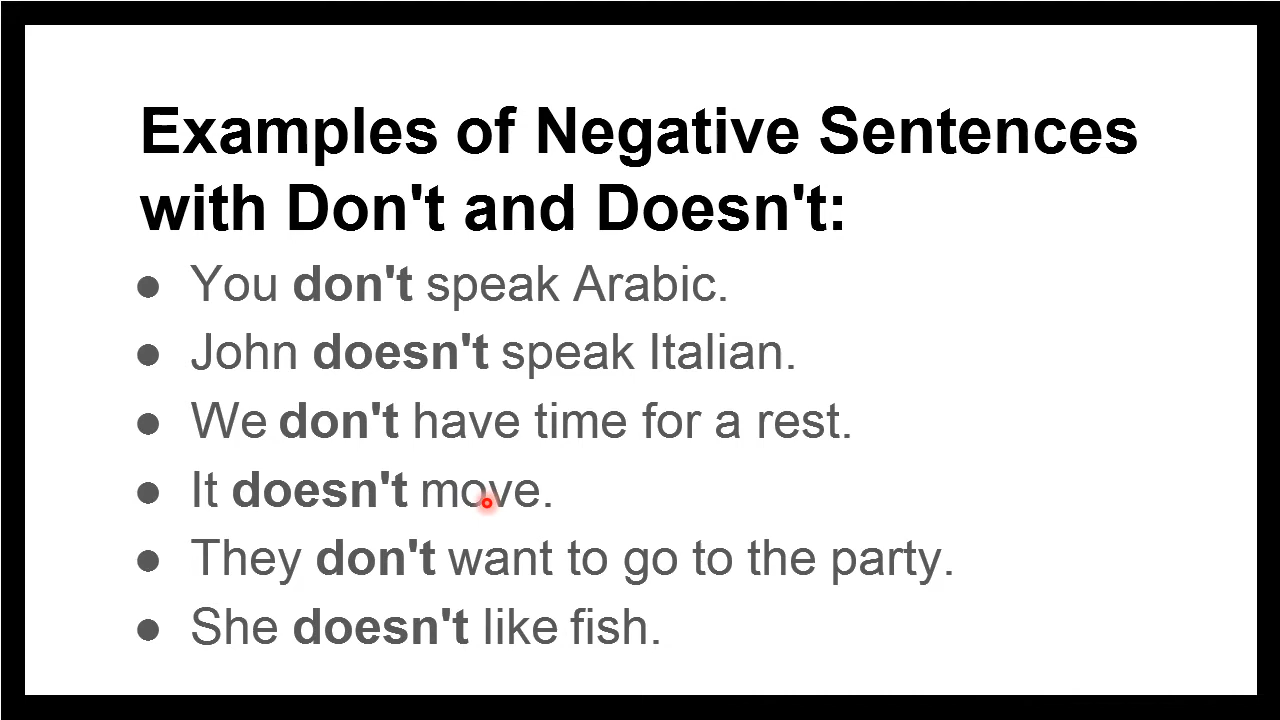 Examples of Negative Sentences
with Don't and Doesn't:
● You don't speak Arabic.
● John doesn't speak Italian.
● We don't have time for a rest.
● It doesn't move.
● They don't want to go to the party.
● She doesn't like fish.